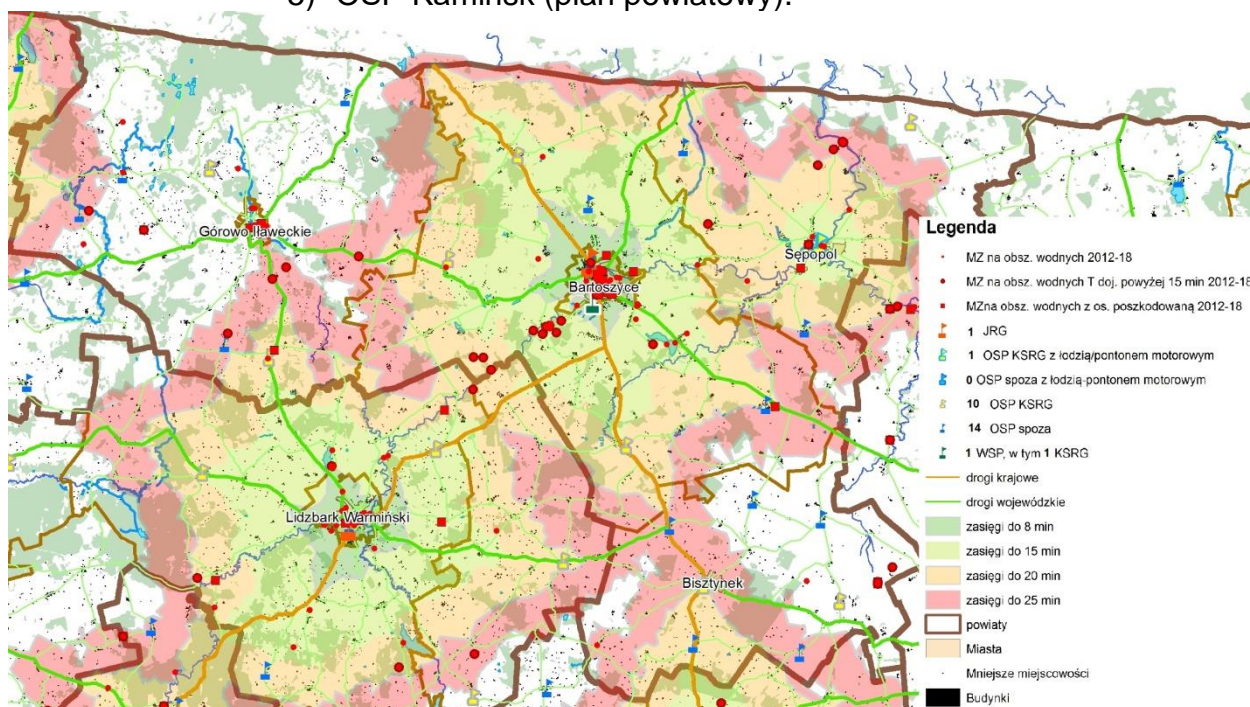 3) OSP Kamińsk (plan powiatowy).
Górowo Iławeckie
Sępopol
Bartoszyce
Lidzbark Warmiński
Bisztynek
Legenda
MZ na obsz. wodnych 2012-18
MZ na obsz. wodnych T doj. powyżej 15 min 2012-18
MZna obsz. wodnych z os. poszkodowaną 2012-18
1 JRG
1 OSP KSRG z łodzią/pontonem motorowym
0 OSP spoza z łodzią-pontonem motorowym
10 OSP KSRG
14 OSP spoza
1 WSP, w tym 1 KSRG
drogi krajowe
drogi wojewódzkie
zasięgi do 8 min
zasięgi do 15 min
zasięgi do 20 min
zasięgi do 25 min
powiaty
Miasta
Mniejsze miejscowości
Budynki